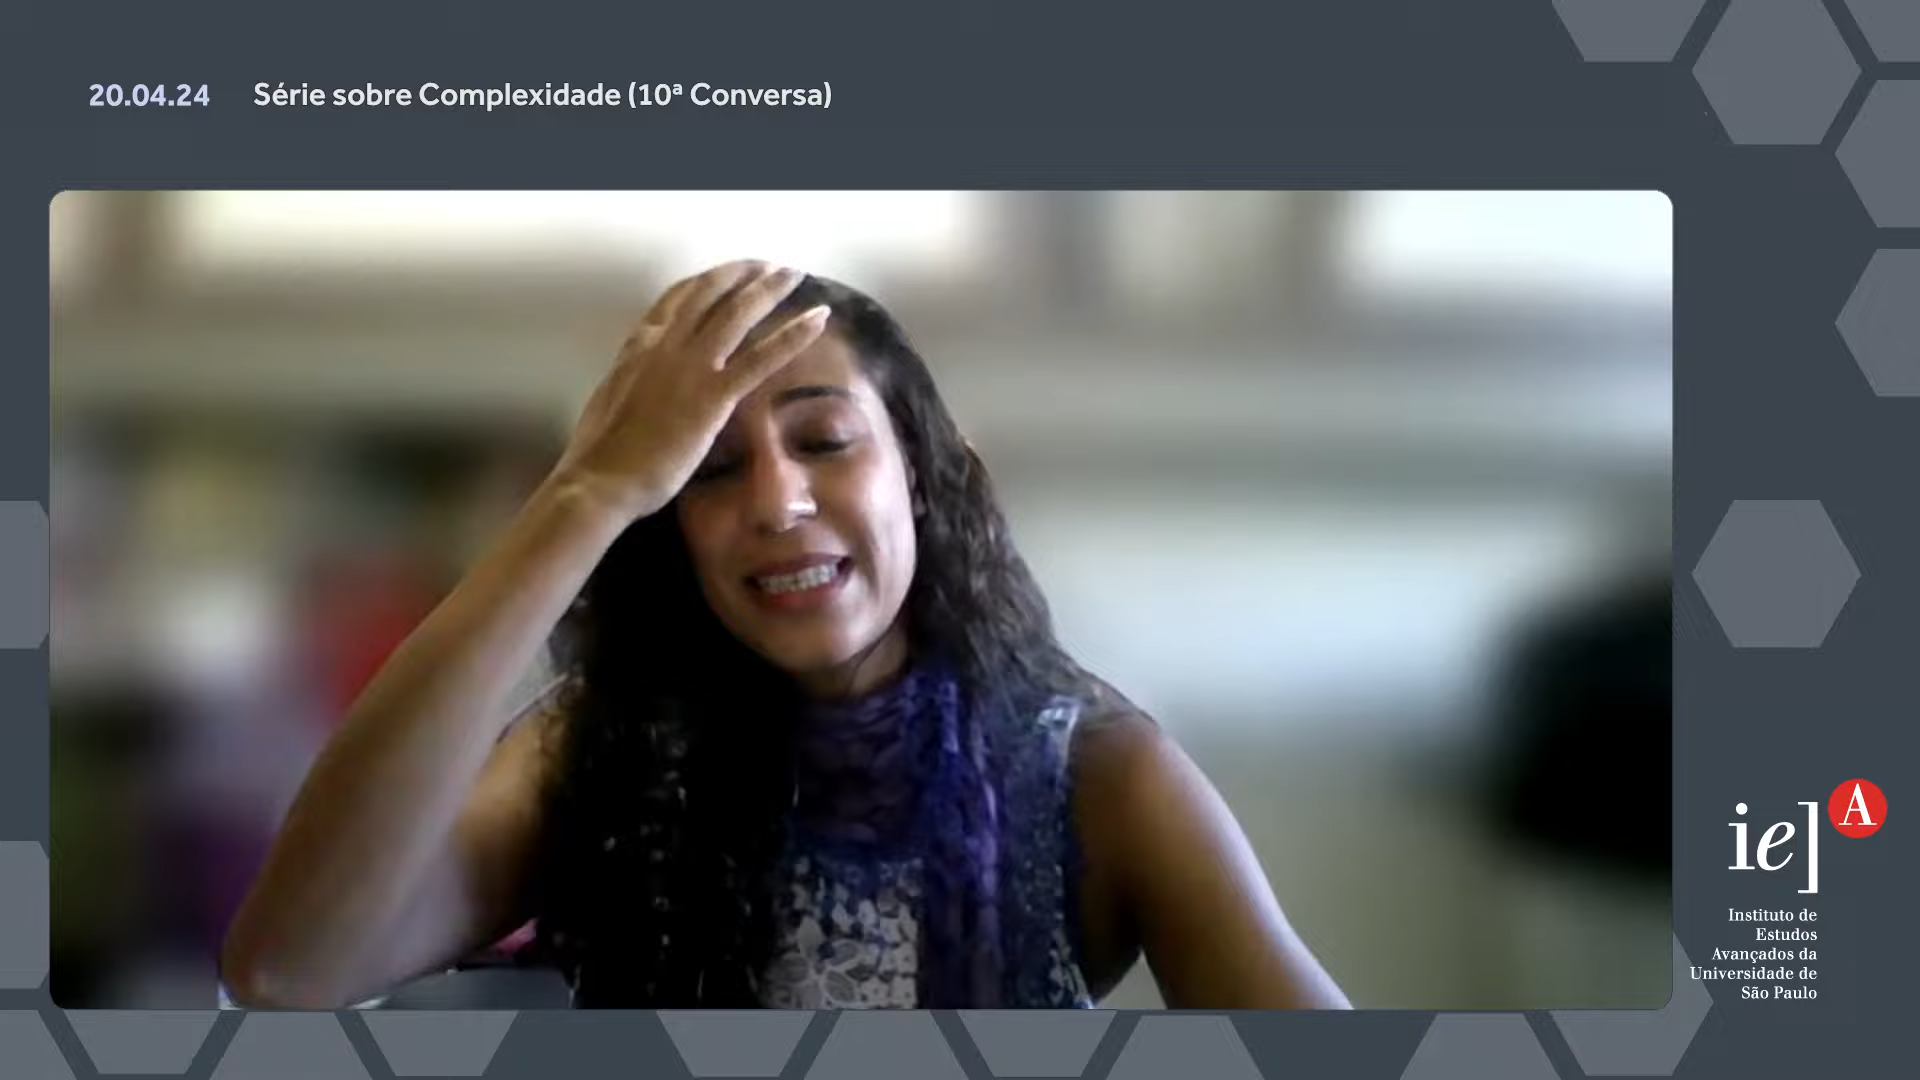 20.04.24 Série sobre Complexidade (10ª Conversa)
ie] A
Instituto de
Estudos
Avançados da
Universidade de
São Paulo